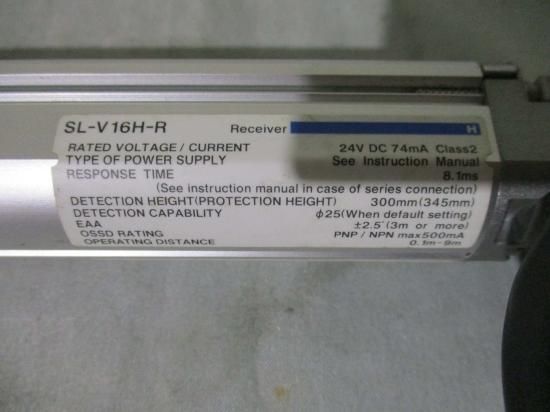 SL-V16H-R Receiver H
RATED VOLTAGE / CURRENT 24V DC 74mA Class2
TYPE OF POWER SUPPLY See Instruction Manual
RESPONSE TIME 8.1ms
(See instruction manual in case of series connection)
DETECTION HEIGHT(PROTECTION HEIGHT) 300mm (345mm)
DETECTION CAPABILITY ϕ25(When default setting)
EAA ±2.5°(3m or more)
OSSD RATING PNP / NPN max500mA
OPERATING DISTANCE 0.1m-9m